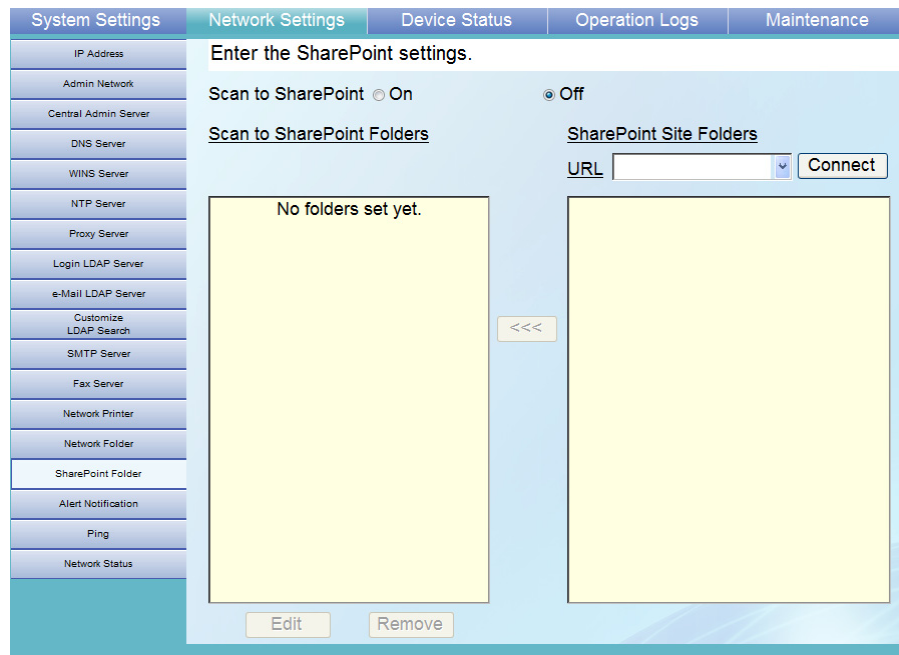 System Settings Network Settings Device Status Operation Logs Maintenance
IP Address
Admin Network
Central Admin Server
DNS Server
WINS Server
NTP Server
Proxy Server
Login LDAP Server
e-Mail LDAP Server
Customize
LDAP Search
SMTP Server
Fax Server
Network Printer
Network Folder
SharePoint Folder
Alert Notification
Ping
Network Status
Enter the SharePoint settings.
Scan to SharePoint On Off
Scan to SharePoint Folders
SharePoint Site Folders
URL Connect
No folders set yet.
<<<
Edit Remove